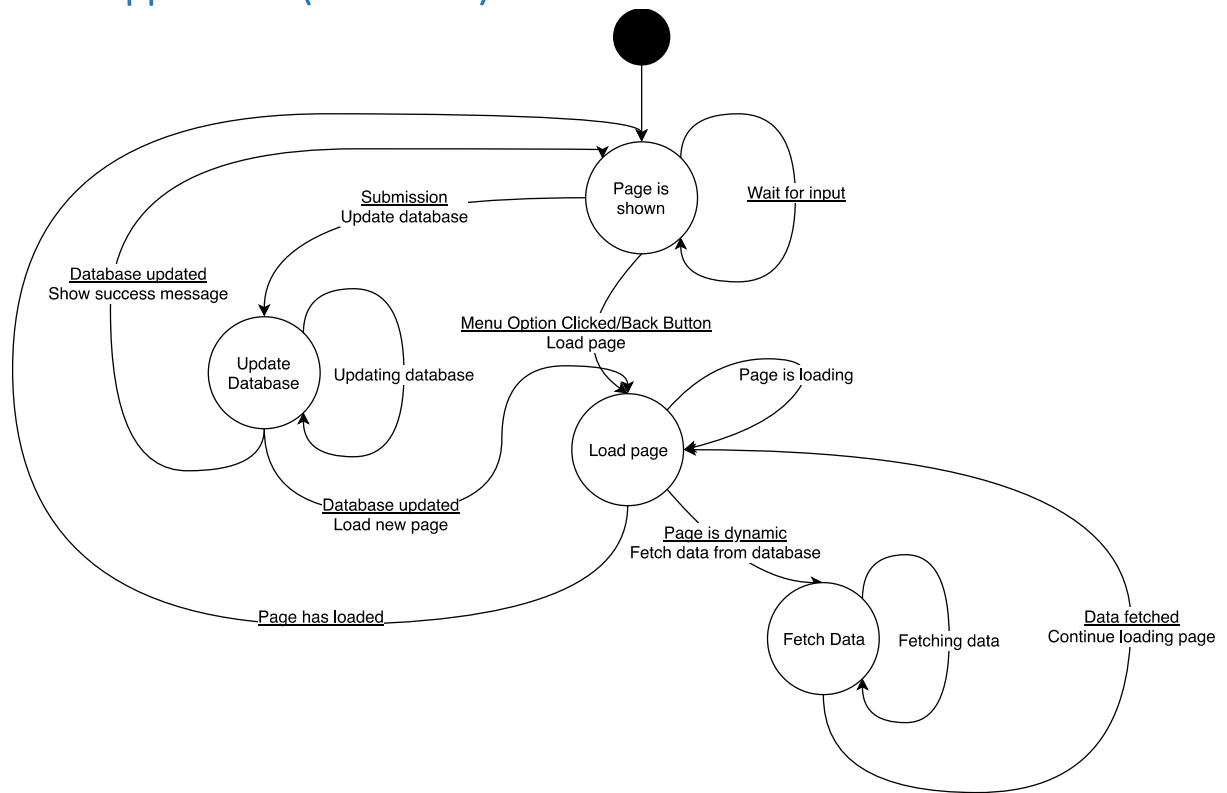 Page is
shown
Wait for input
Submission
Update database
Database updated
Show success message
Menu Option Clicked/Back Button
Load page
Update
Database
Updating database
Page is loading
Load page
Database updated
Load new page
Page is dynamic
Fetch data from database
Page has loaded
Fetch Data
Fetching data
Data fetched
Continue loading page